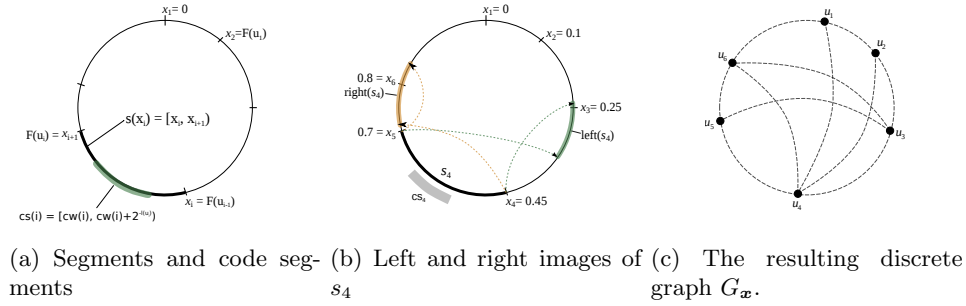 x₁= 0
x₂=F(u₁)
F(uᵢ) = xᵢ₊₁
s(xᵢ) = [xᵢ, xᵢ₊₁)
xᵢ = F(uᵢ₋₁)
cs(i) = [cw(i), cw(i)+2^-l(uᵢ))
x₁= 0
x₂= 0.1
0.8 = x₆
right(s₄)
x₃= 0.25
0.7 = x₅
left(s₄)
s₄
cs₄
x₄= 0.45
u₁
u₂
u₆
u₅
u₃
u₄
(a) Segments and code seg-
ments
(b) Left and right images of
s₄
(c) The resulting discrete
graph Gₓ.